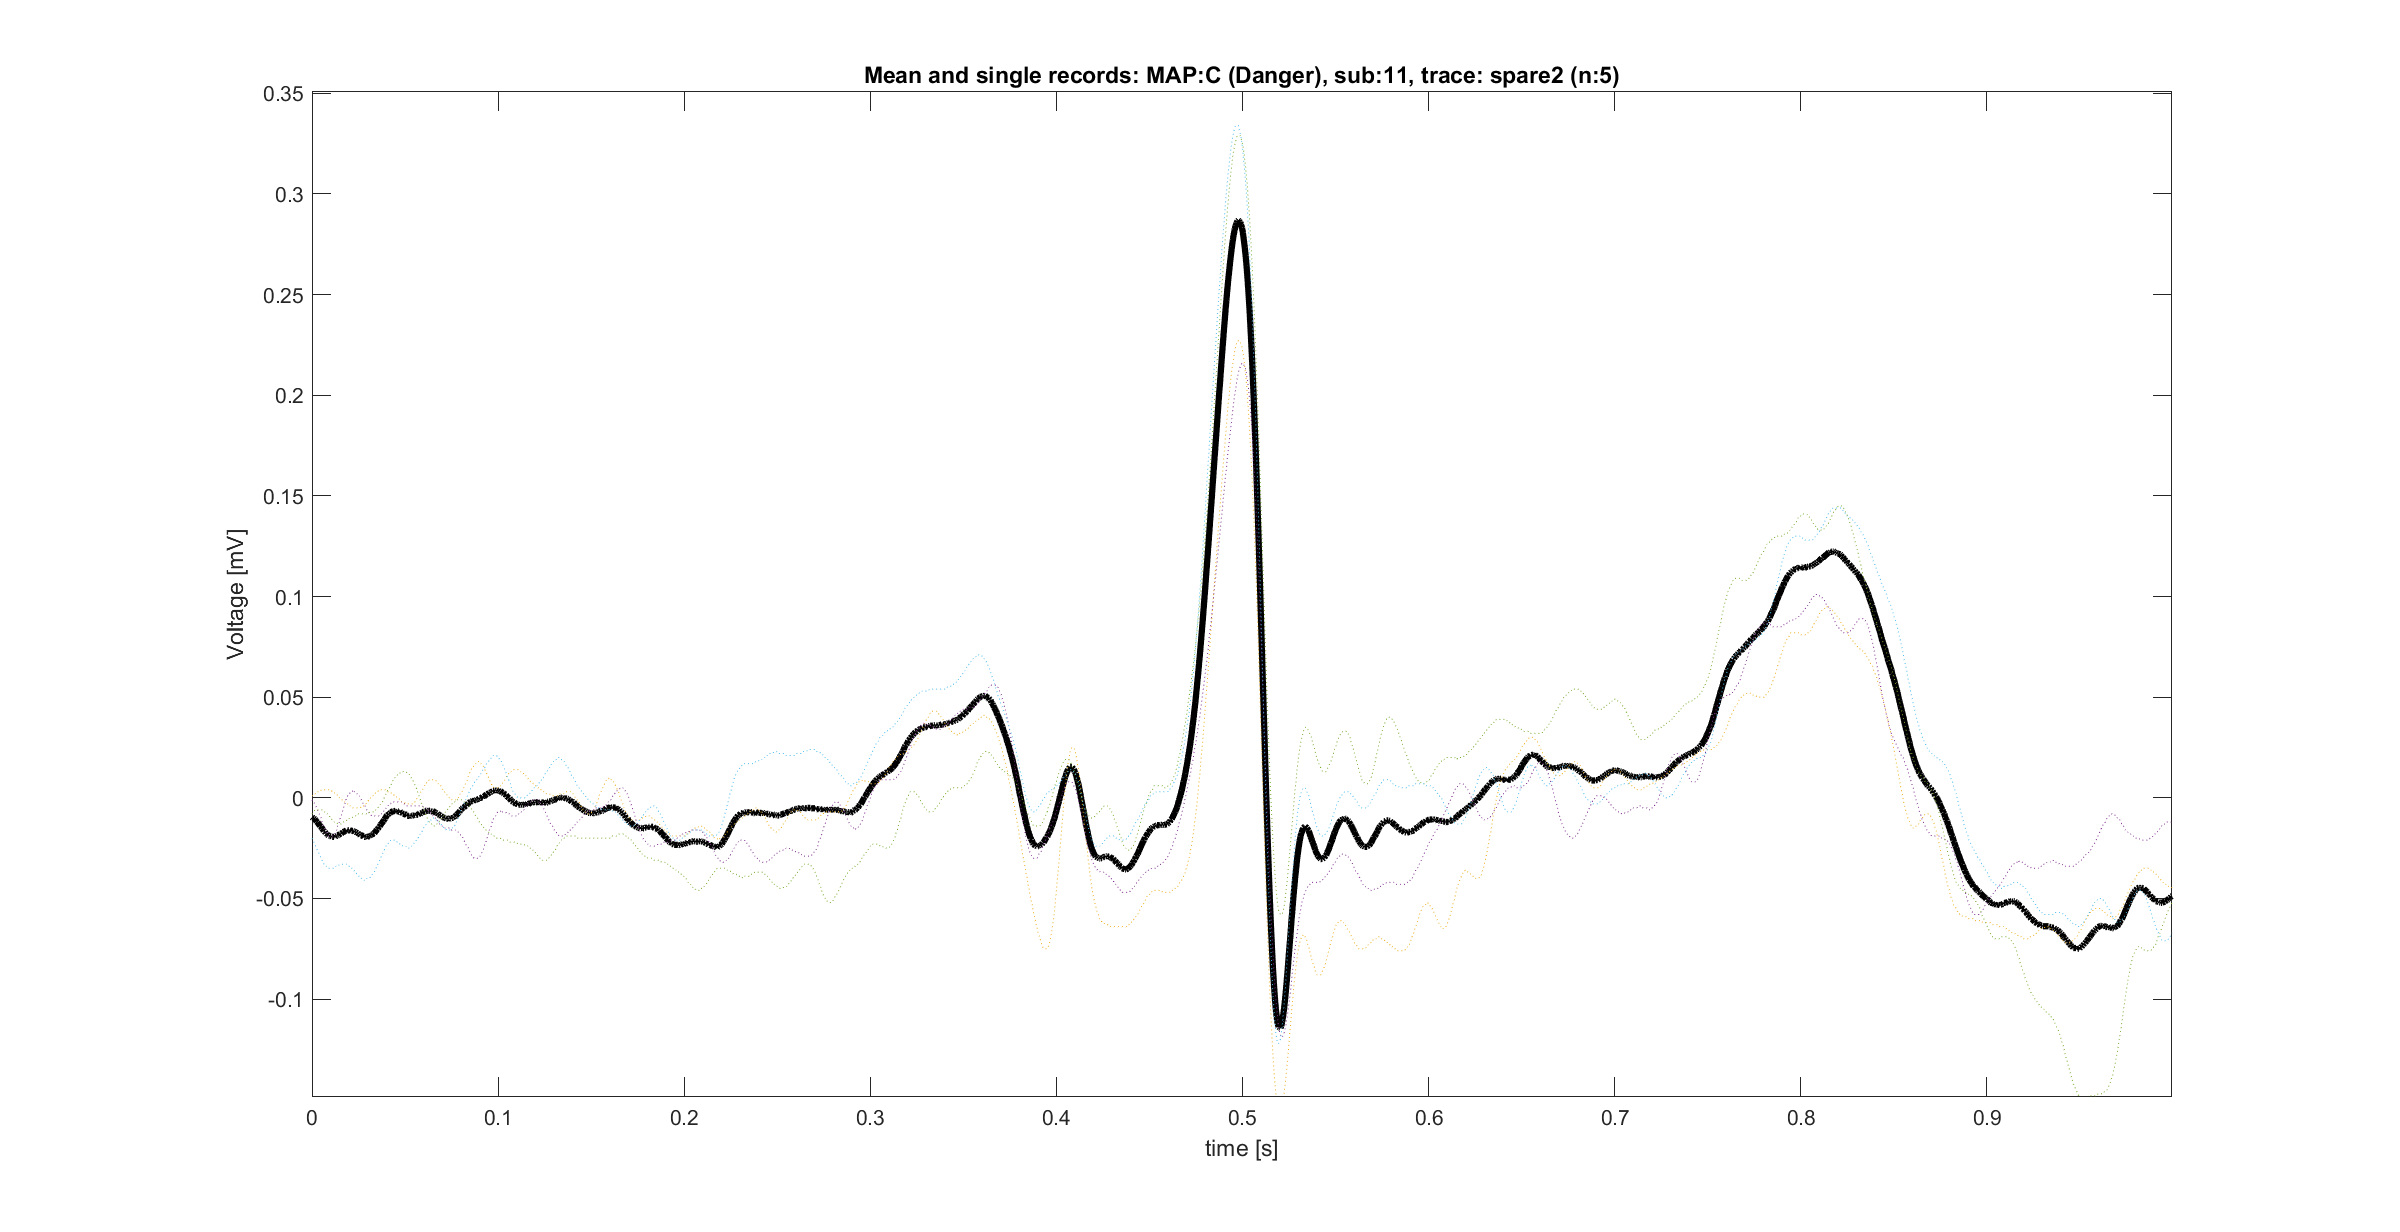 Mean and single records: MAP:C (Danger), sub:11, trace: spare2 (n:5)
0.35
0.3
0.25
0.2
0.15
0.1
0.05
0
-0.05
-0.1
Voltage [mV]
0 0.1 0.2 0.3 0.4 0.5 0.6 0.7 0.8 0.9
time [s]